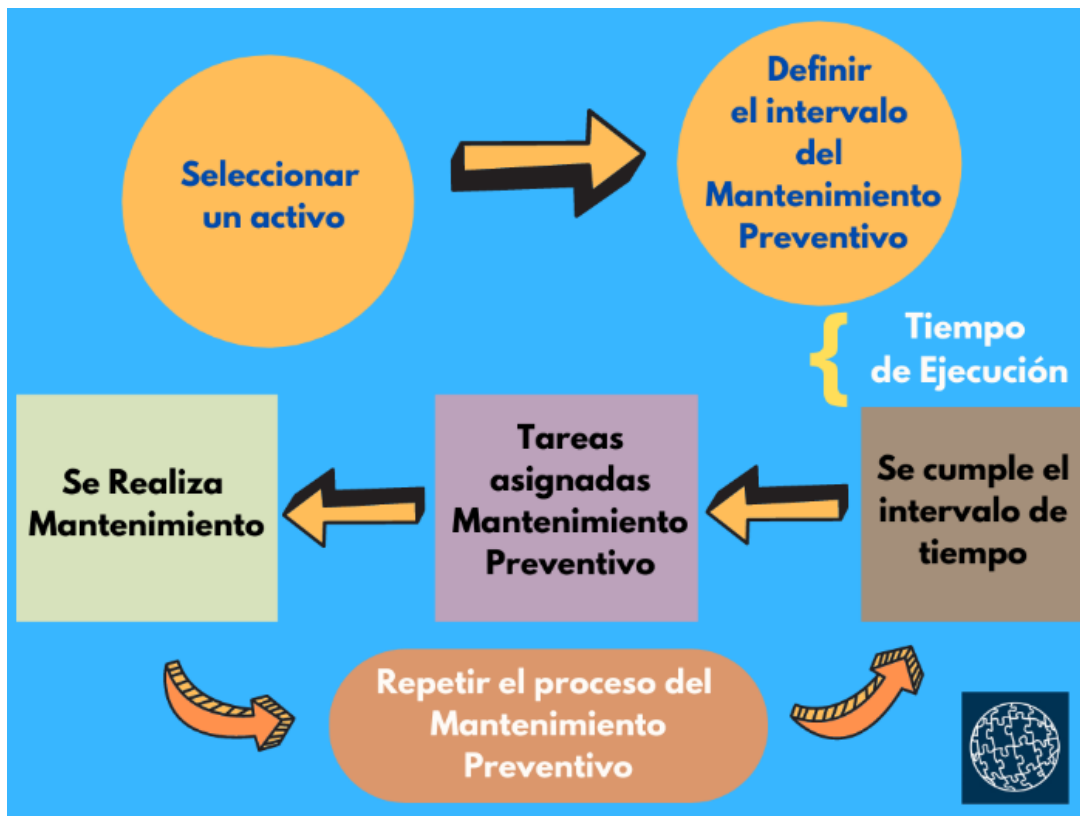 Seleccionar
un activo
Definir
el intervalo
del
Mantenimiento
Preventivo
Tiempo
de Ejecución
Se cumple el
intervalo de
tiempo
Tareas
asignadas
Mantenimiento
Preventivo
Se Realiza
Mantenimiento
Repetir el proceso del
Mantenimiento
Preventivo